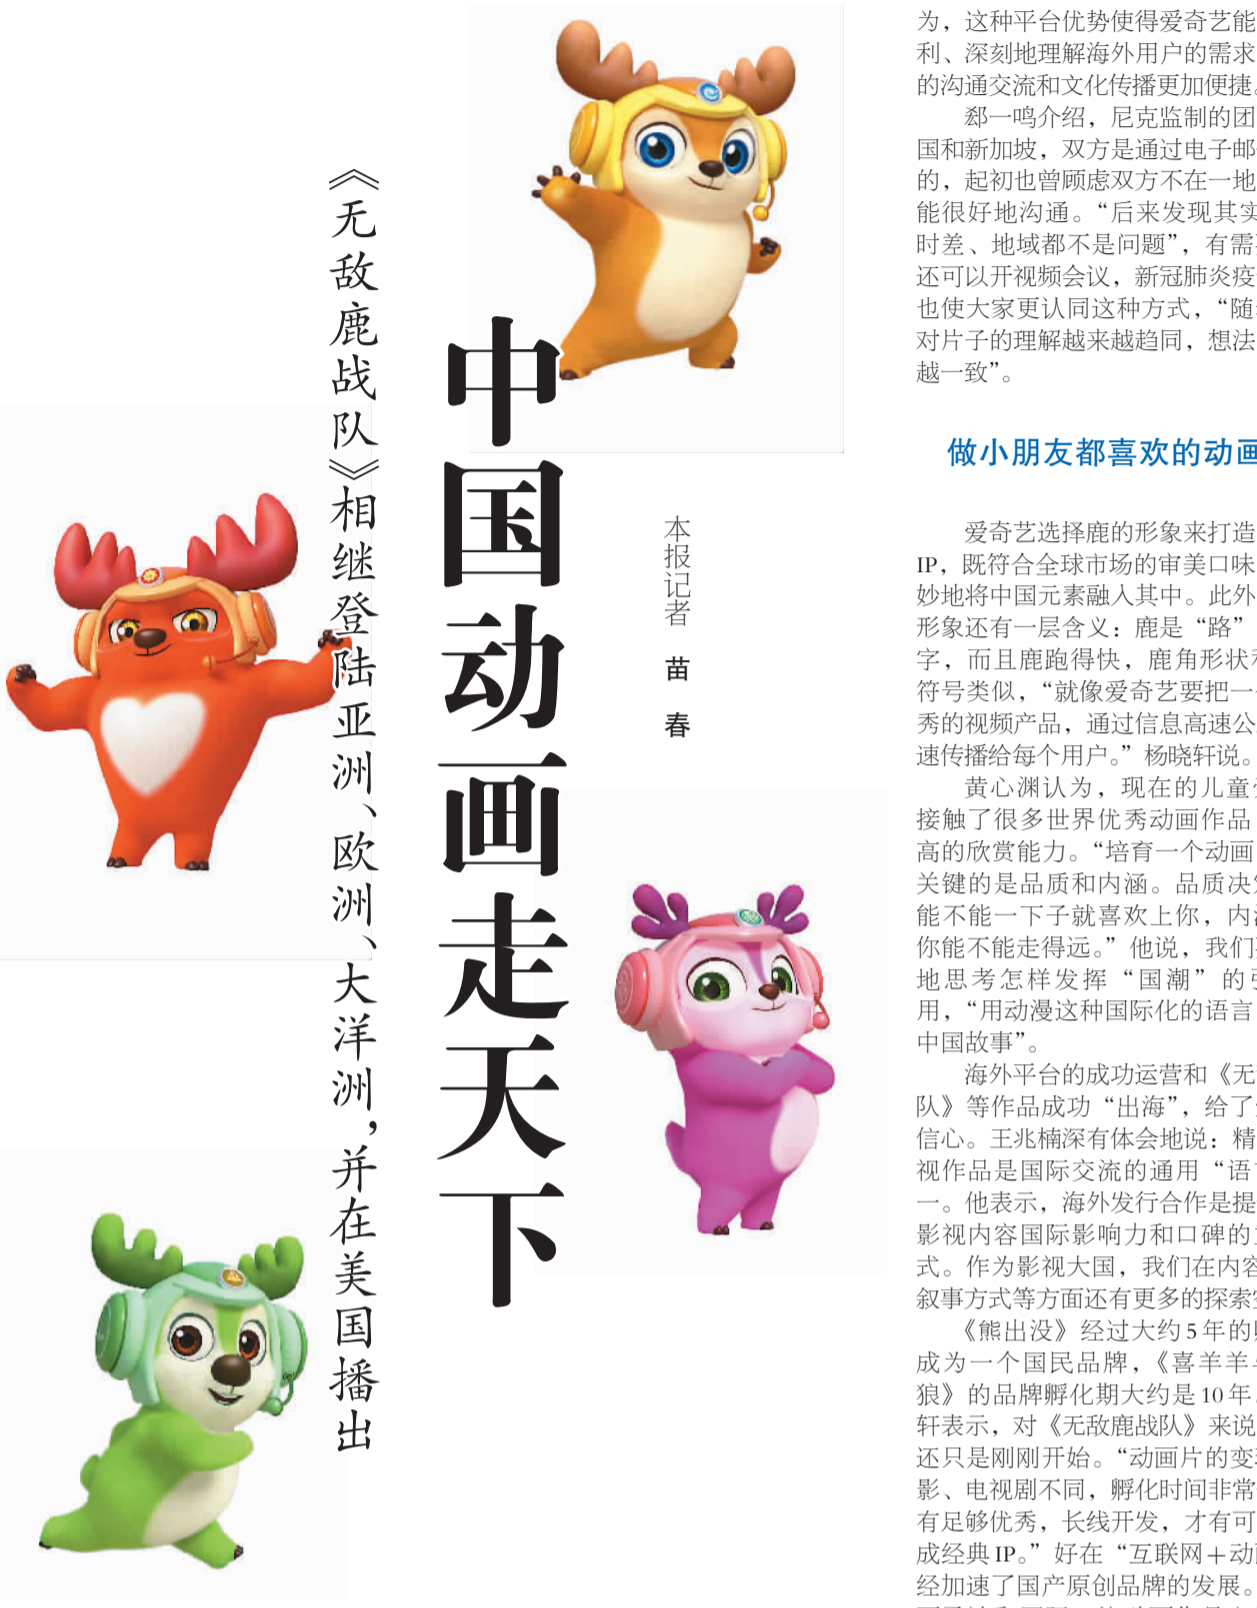 《无敌鹿战队》相继登陆亚洲、欧洲、大洋洲,并在美国播出
中国动画走天下
本报记者 苗 春
为,这种平台优势使得爱奇艺能
利、深刻地理解海外用户的需求
的沟通交流和文化传播更加便捷。
郄一鸣介绍,尼克监制的团
国和新加坡,双方是通过电子邮
的,起初也曾顾虑双方不在一地
能很好地沟通。“后来发现其实
时差、地域都不是问题”,有需
还可以开视频会议,新冠肺炎疫
也使大家更认同这种方式,“随
对片子的理解越来越趋同,想法
越一致”。
做小朋友都喜欢的动画
爱奇艺选择鹿的形象来打造
IP,既符合全球市场的审美口味
妙地将中国元素融入其中。此外
形象还有一层含义:鹿是“路”
字,而且鹿跑得快,鹿角形状
符号类似,“就像爱奇艺要把一
秀的视频产品,通过信息高速公
速传播给每个用户。”杨晓轩说。
黄心渊认为,现在的儿童
接触了很多世界优秀动画作品
高的欣赏能力。“培育一个动画
关键的是品质和内涵。品质决
能不能一下子就喜欢上你,内
你能不能走得远。”他说,我们
地思考怎样发挥“国潮”的
用,“用动漫这种国际化的语言
中国故事”。
海外平台的成功运营和《无
队》等作品成功“出海”,给了
信心。王兆楠深有体会地说:精
视作品是国际交流的通用“语
一。他表示,海外发行合作是提
影视内容国际影响力和口碑的
式。作为影视大国,我们在内容
叙事方式等方面还有更多的探索
《熊出没》经过大约5年的
成为一个国民品牌,《喜羊羊
狼》的品牌孵化期大约是10年
轩表示,对《无敌鹿战队》来说
还只是刚刚开始。“动画片的变
影、电视剧不同,孵化时间非常
有足够优秀,长线开发,才有可
成经典IP。”好在“互联网+动
经加速了国产原创品牌的发展。